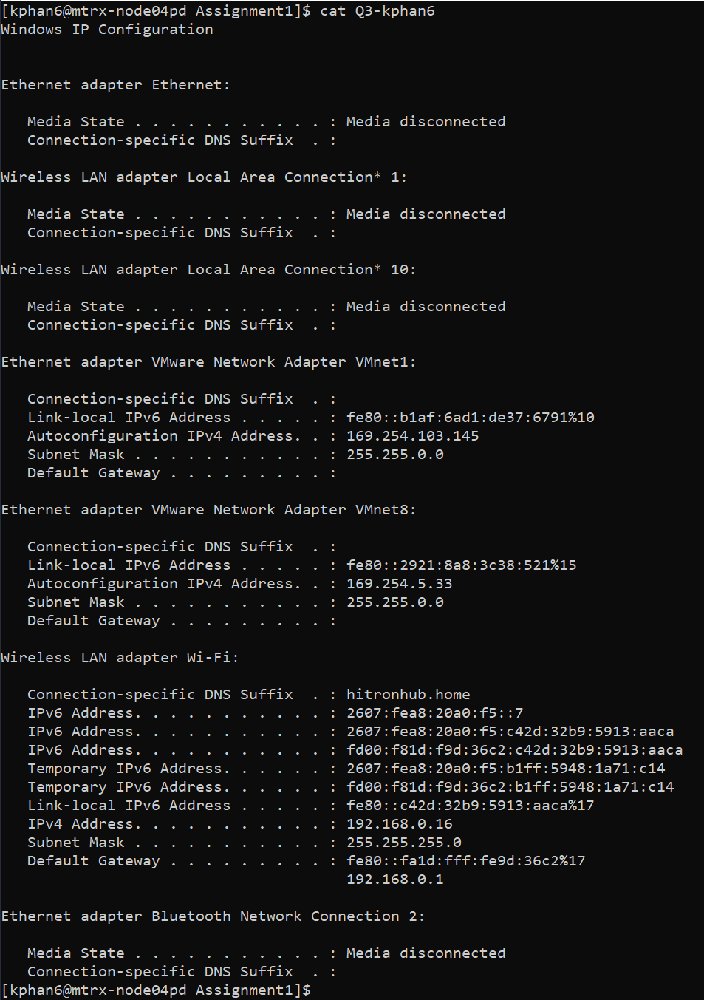 [kphan6@mtrx-node04pd Assignment1]$ cat Q3-kphan6
Windows IP Configuration
Ethernet adapter Ethernet:
   Media State . . . . . . . . . . . : Media disconnected
   Connection-specific DNS Suffix  . :
Wireless LAN adapter Local Area Connection* 1:
   Media State . . . . . . . . . . . : Media disconnected
   Connection-specific DNS Suffix  . :
Wireless LAN adapter Local Area Connection* 10:
   Media State . . . . . . . . . . . : Media disconnected
   Connection-specific DNS Suffix  . :
Ethernet adapter VMware Network Adapter VMnet1:
   Connection-specific DNS Suffix  . :
   Link-local IPv6 Address . . . . . : fe80::b1af:6ad1:de37:6791%10
   Autoconfiguration IPv4 Address. . : 169.254.103.145
   Subnet Mask . . . . . . . . . . . : 255.255.0.0
   Default Gateway . . . . . . . . . :
Ethernet adapter VMware Network Adapter VMnet8:
   Connection-specific DNS Suffix  . :
   Link-local IPv6 Address . . . . . : fe80::2921:8a8:3c38:521%15
   Autoconfiguration IPv4 Address. . : 169.254.5.33
   Subnet Mask . . . . . . . . . . . : 255.255.0.0
   Default Gateway . . . . . . . . . :
Wireless LAN adapter Wi-Fi:
   Connection-specific DNS Suffix  . : hitronhub.home
   IPv6 Address. . . . . . . . . . . : 2607:fea8:20a0:f5::7
   IPv6 Address. . . . . . . . . . . : 2607:fea8:20a0:f5:c42d:32b9:5913:aaca
   IPv6 Address. . . . . . . . . . . : fd00:f81d:f9d:36c2:c42d:32b9:5913:aaca
   Temporary IPv6 Address. . . . . . : 2607:fea8:20a0:f5:b1ff:5948:1a71:c14
   Temporary IPv6 Address. . . . . . : fd00:f81d:f9d:36c2:b1ff:5948:1a71:c14
   Link-local IPv6 Address . . . . . : fe80::c42d:32b9:5913:aaca%17
   IPv4 Address. . . . . . . . . . . : 192.168.0.16
   Subnet Mask . . . . . . . . . . . : 255.255.255.0
   Default Gateway . . . . . . . . . : fe80::fa1d:fff:fe9d:36c2%17
                                       192.168.0.1
Ethernet adapter Bluetooth Network Connection 2:
   Media State . . . . . . . . . . . : Media disconnected
   Connection-specific DNS Suffix  . :
[kphan6@mtrx-node04pd Assignment1]$